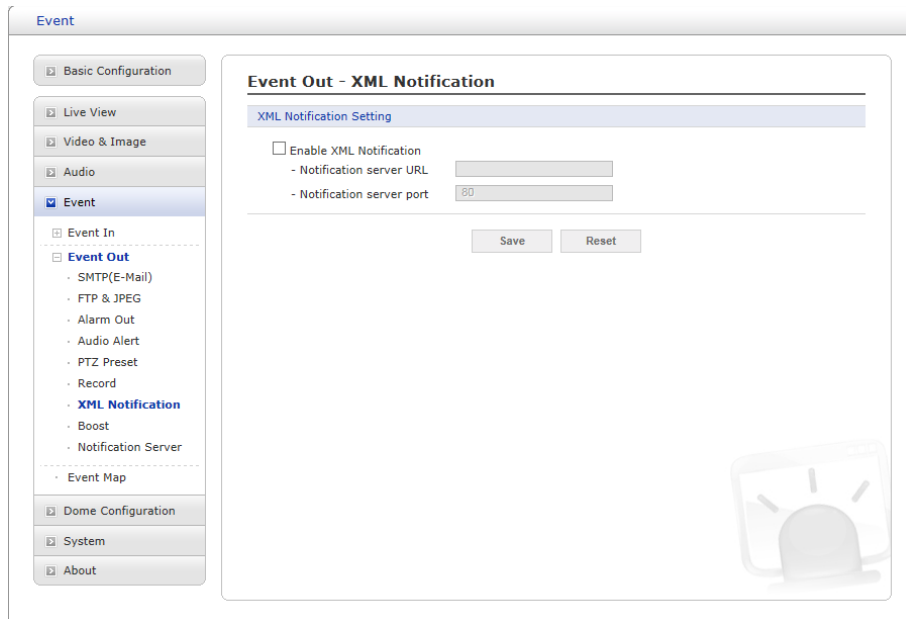 Event
Basic Configuration
Live View
Video & Image
Audio
Event
Event In
Event Out
SMTP(E-Mail)
FTP & JPEG
Alarm Out
Audio Alert
PTZ Preset
Record
XML Notification
Boost
Notification Server
Event Map
Dome Configuration
System
About
Event Out - XML Notification
XML Notification Setting
Enable XML Notification
- Notification server URL
- Notification server port 80
Save Reset